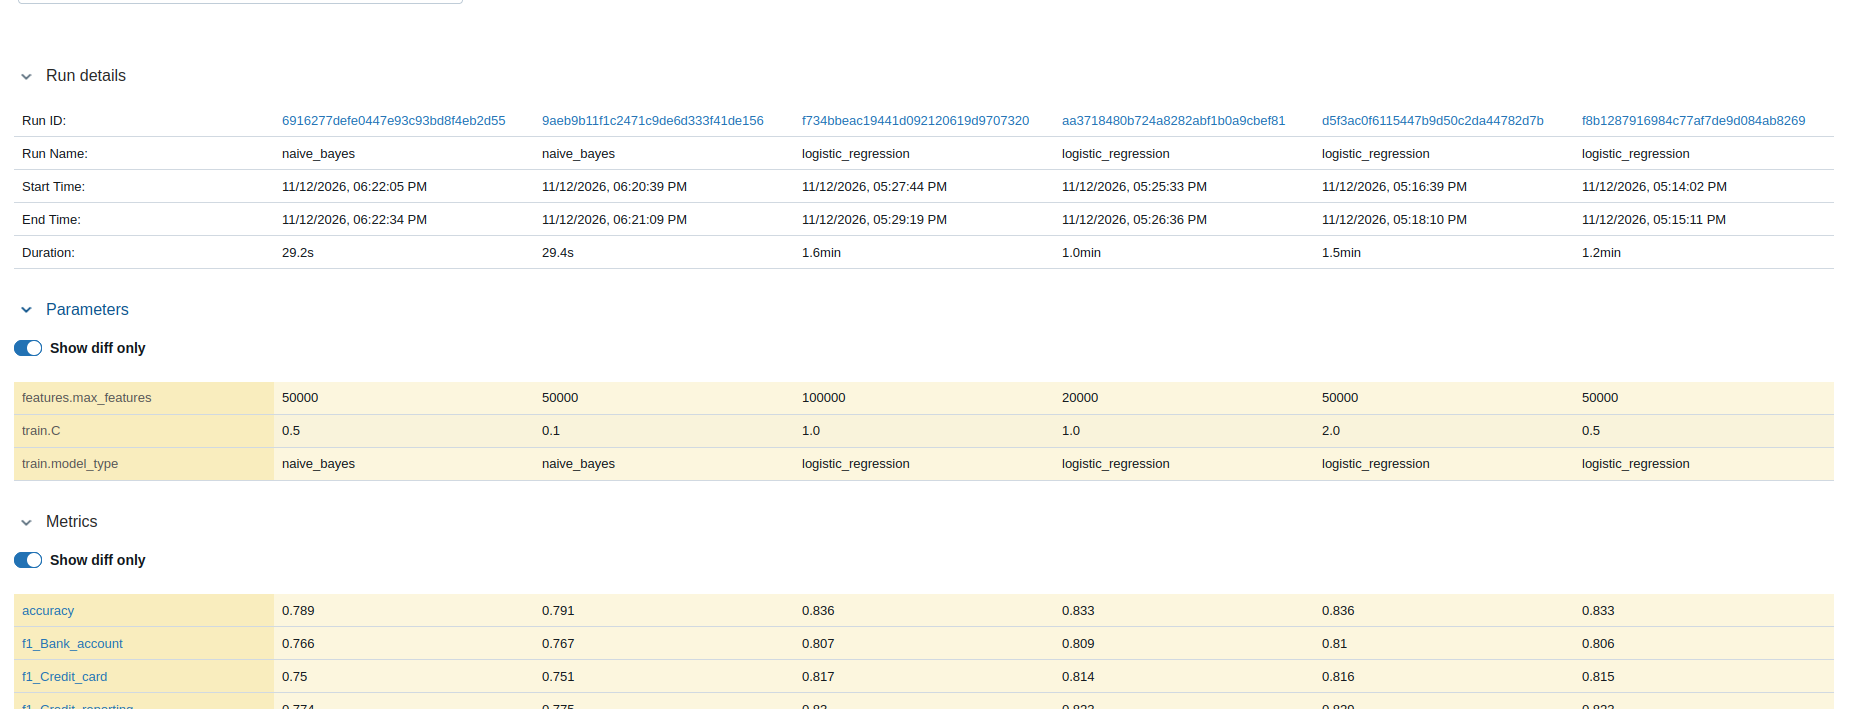 Run details
Run ID: 6916277defe0447e93c93bd8f4eb2d55 9aeb9b11f1c2471c9de6d333f41de156 f734bbeac19441d092120619d9707320 aa3718480b724a8282abf1b0a9cbef81 d5f3ac0f6115447b9d50c2da44782d7b f8b1287916984c77af7de9d084ab8269
Run Name: naive_bayes naive_bayes logistic_regression logistic_regression logistic_regression logistic_regression
Start Time: 11/12/2026, 06:22:05 PM 11/12/2026, 06:20:39 PM 11/12/2026, 05:27:44 PM 11/12/2026, 05:25:33 PM 11/12/2026, 05:16:39 PM 11/12/2026, 05:14:02 PM
End Time: 11/12/2026, 06:22:34 PM 11/12/2026, 06:21:09 PM 11/12/2026, 05:29:19 PM 11/12/2026, 05:26:36 PM 11/12/2026, 05:18:10 PM 11/12/2026, 05:15:11 PM
Duration: 29.2s 29.4s 1.6min 1.0min 1.5min 1.2min
Parameters
Show diff only
features.max_features 50000 50000 100000 20000 50000 50000
train.C 0.5 0.1 1.0 1.0 2.0 0.5
train.model_type naive_bayes naive_bayes logistic_regression logistic_regression logistic_regression logistic_regression
Metrics
Show diff only
accuracy 0.789 0.791 0.836 0.833 0.836 0.833
f1_Bank_account 0.766 0.767 0.807 0.809 0.81 0.806
f1_Credit_card 0.75 0.751 0.817 0.814 0.816 0.815
f1_Credit_reporting 0.774 0.775 0.83